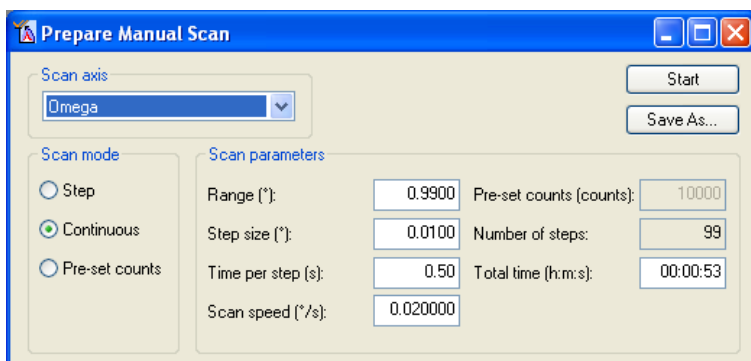 Prepare Manual Scan
Scan axis
Omega
Start
Save As...
Scan mode
Step
Continuous
Pre-set counts
Scan parameters
Range (°): 0.9900 Pre-set counts (counts): 10000
Step size (°): 0.0100 Number of steps: 99
Time per step (s): 0.50 Total time (h:m:s): 00:00:53
Scan speed (°/s): 0.020000